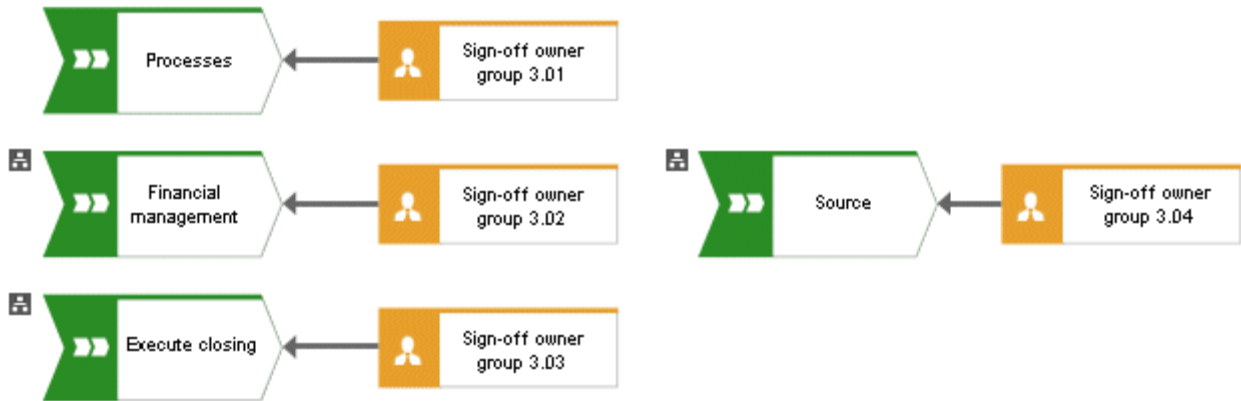 Processes
Sign-off owner
group 3.01
Financial
management
Sign-off owner
group 3.02
Source
Sign-off owner
group 3.04
Execute closing
Sign-off owner
group 3.03